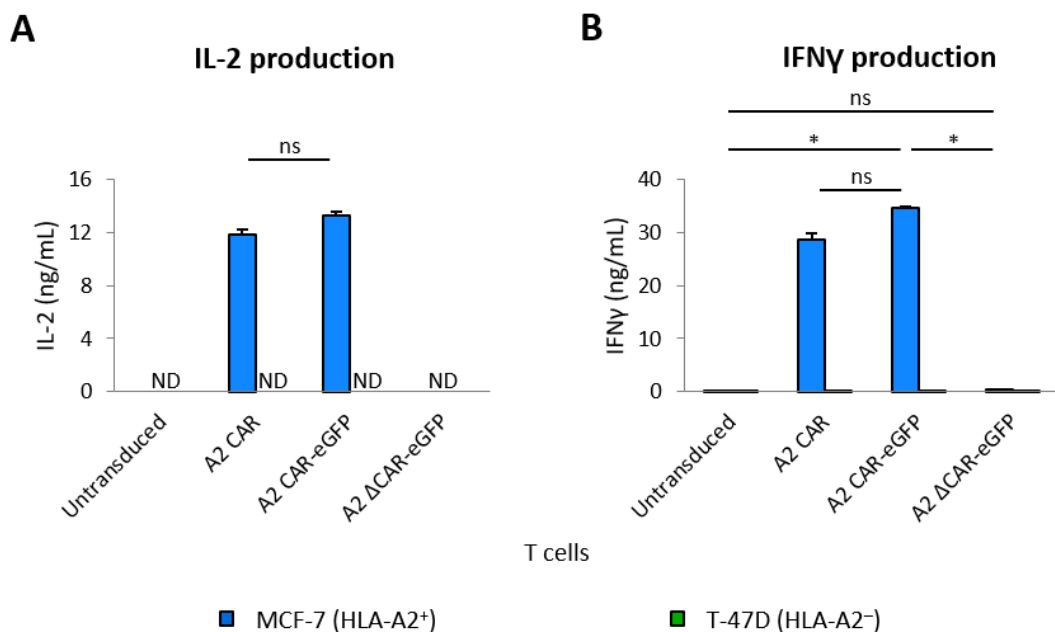 A
IL-2 production
IL-2 (ng/mL)
16
12
8
4
0
ns
ND
ND
ND
ND
Untransduced
A2 CAR
A2 CAR-eGFP
A2 ΔCAR-eGFP
B
IFNγ production
IFNγ (ng/mL)
ns
*
*
ns
40
30
20
10
0
Untransduced
A2 CAR
A2 CAR-eGFP
A2 ΔCAR-eGFP
T cells
MCF-7 (HLA-A2⁺)
T-47D (HLA-A2⁻)